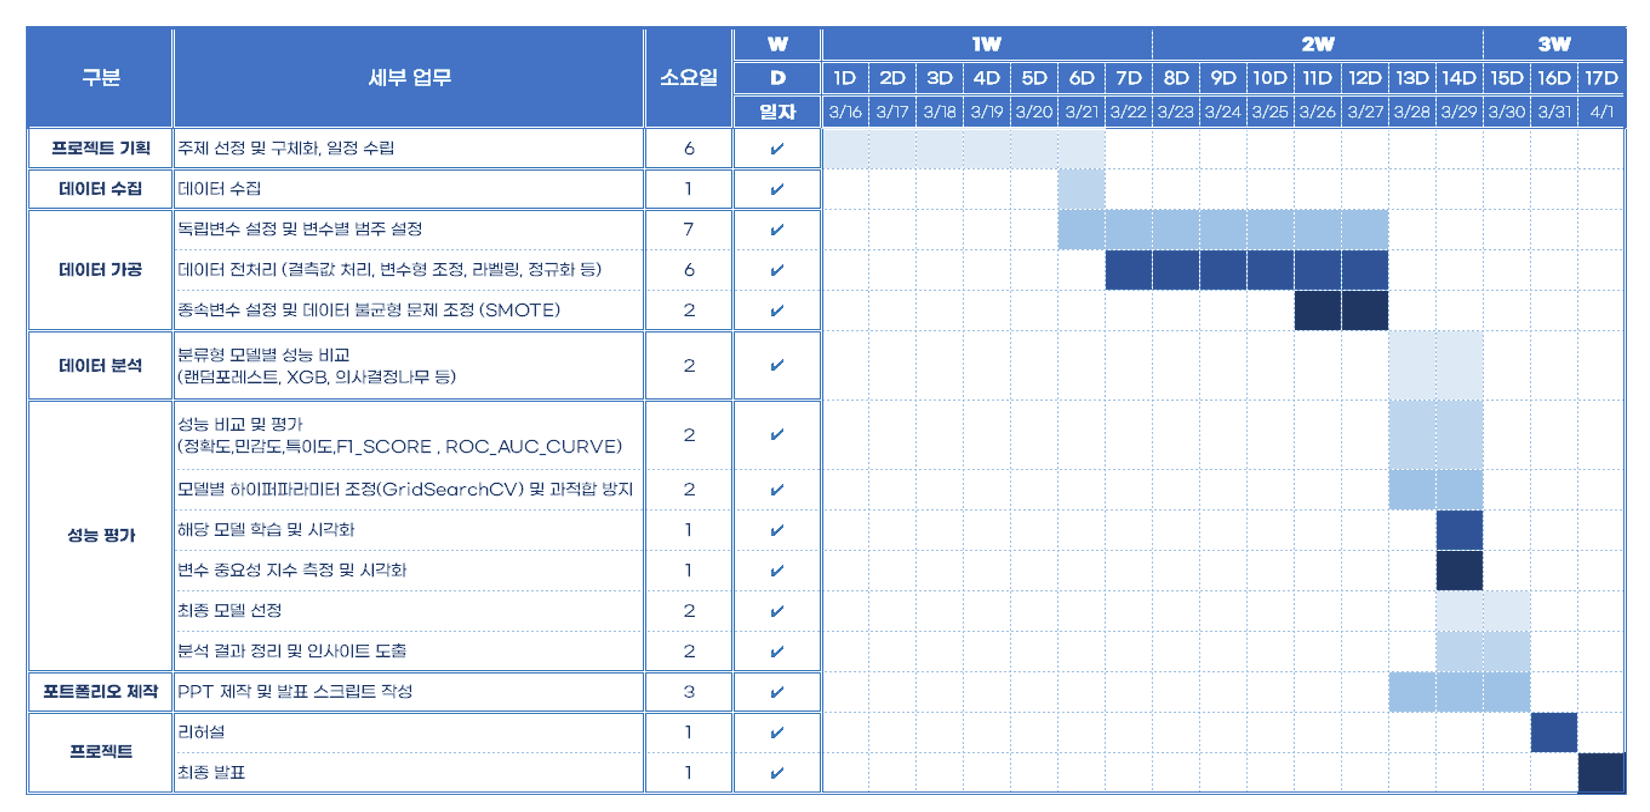 구분 세부 업무 소요일 W 1W 2W 3W
D 1D 2D 3D 4D 5D 6D 7D 8D 9D 10D 11D 12D 13D 14D 15D 16D 17D
일자 3/16 3/17 3/18 3/19 3/20 3/21 3/22 3/23 3/24 3/25 3/26 3/27 3/28 3/29 3/30 3/31 4/1
프로젝트 기획 주제 선정 및 구체화, 일정 수립 6 ✔
데이터 수집 데이터 수집 1 ✔
데이터 가공 독립변수 설정 및 변수별 범주 설정 7 ✔
데이터 전처리 (결측값 처리, 변수형 조정, 라벨링, 정규화 등) 6 ✔
종속변수 설정 및 데이터 불균형 문제 조정 (SMOTE) 2 ✔
데이터 분석 분류형 모델별 성능 비교
(랜덤포레스트, XGB, 의사결정나무 등) 2 ✔
성능 평가 성능 비교 및 평가
(정확도,민감도,특이도,F1_SCORE , ROC_AUC_CURVE) 2 ✔
모델별 하이퍼파라미터 조정(GridSearchCV) 및 과적합 방지 2 ✔
해당 모델 학습 및 시각화 1 ✔
변수 중요성 지수 측정 및 시각화 1 ✔
최종 모델 선정 2 ✔
분석 결과 정리 및 인사이트 도출 2 ✔
포트폴리오 제작 PPT 제작 및 발표 스크립트 작성 3 ✔
프로젝트 리허설 1 ✔
최종 발표 1 ✔